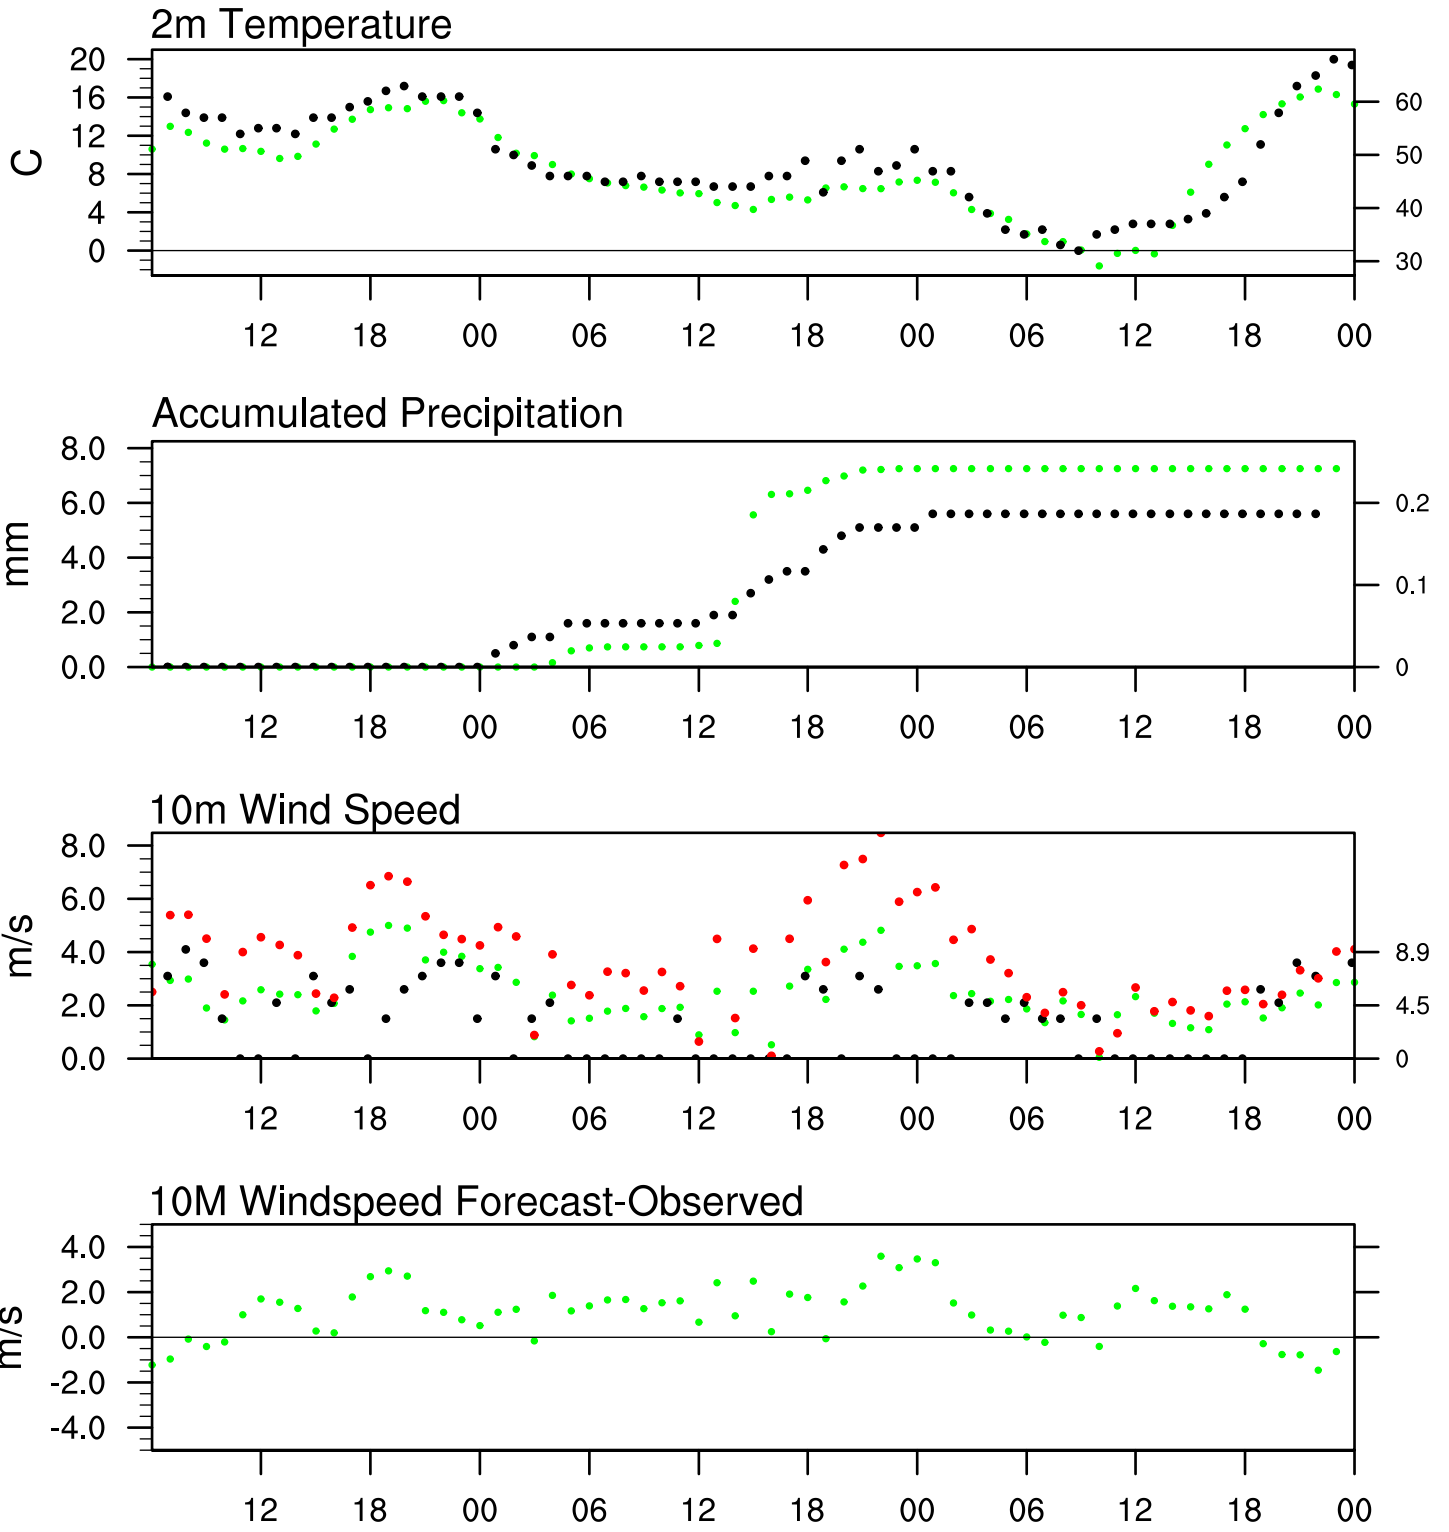 2m Temperature
20
16
12
8
4
0
C
60
50
40
30
12 18 00 06 12 18 00 06 12 18 00
Accumulated Precipitation
8.0
6.0
4.0
2.0
0.0
mm
0.2
0.1
0
12 18 00 06 12 18 00 06 12 18 00
10m Wind Speed
8.0
6.0
4.0
2.0
0.0
m/s
8.9
4.5
0
12 18 00 06 12 18 00 06 12 18 00
10M Windspeed Forecast-Observed
4.0
2.0
0.0
-2.0
-4.0
m/s
12 18 00 06 12 18 00 06 12 18 00